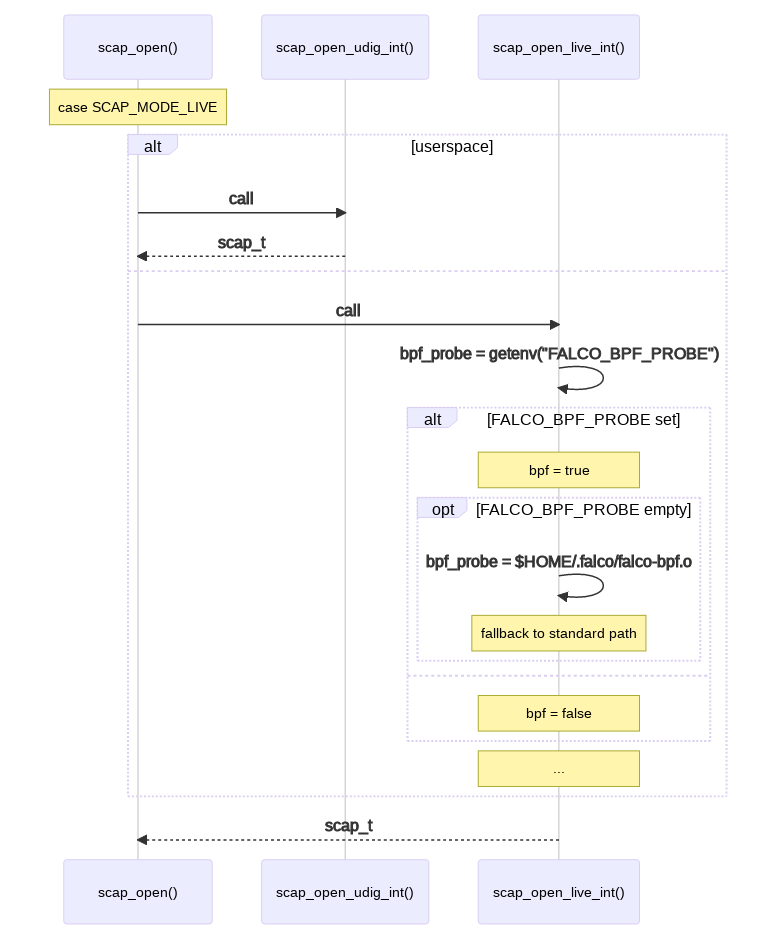 scap_open()
scap_open_udig_int()
scap_open_live_int()
case SCAP_MODE_LIVE
alt
[userspace]
call
scap_t
call
bpf_probe = getenv("FALCO_BPF_PROBE")
alt
[FALCO_BPF_PROBE set]
bpf = true
opt
[FALCO_BPF_PROBE empty]
bpf_probe = $HOME/.falco/falco-bpf.o
fallback to standard path
bpf = false
...
scap_t
scap_open()
scap_open_udig_int()
scap_open_live_int()